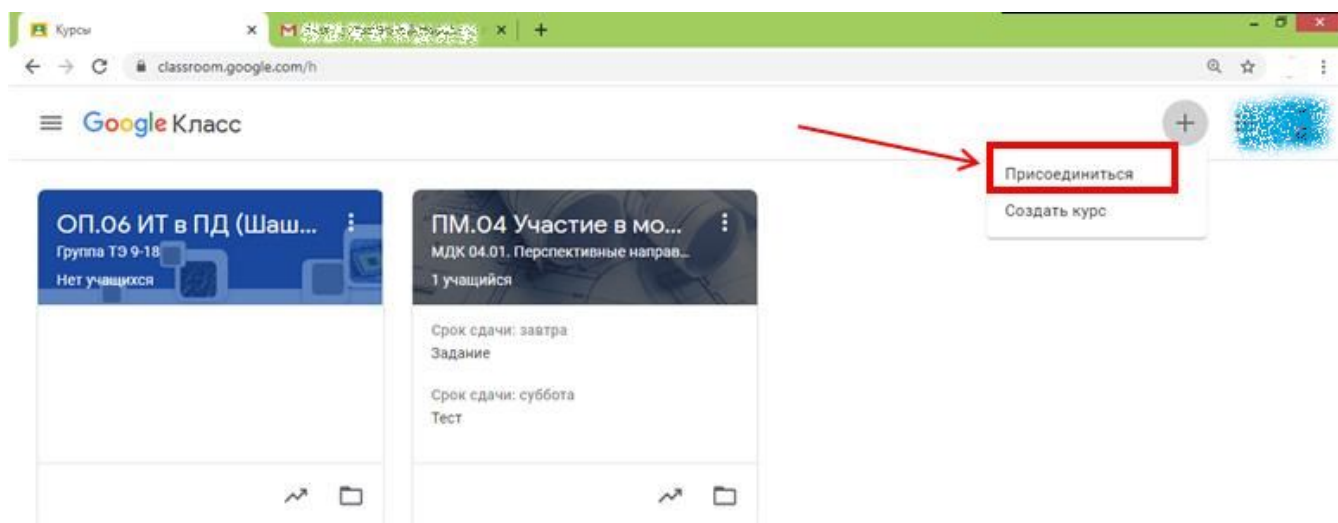 Курсы
classroom.google.com/h
Google Класс
Присоединиться
Создать курс
ОП.06 ИТ в ПД (Шаш...
Группа ТЭ 9-18
Нет учащихся
ПМ.04 Участие в мо...
МДК 04.01. Перспективные направ...
1 учащийся
Срок сдачи: завтра
Задание
Срок сдачи: суббота
Тест